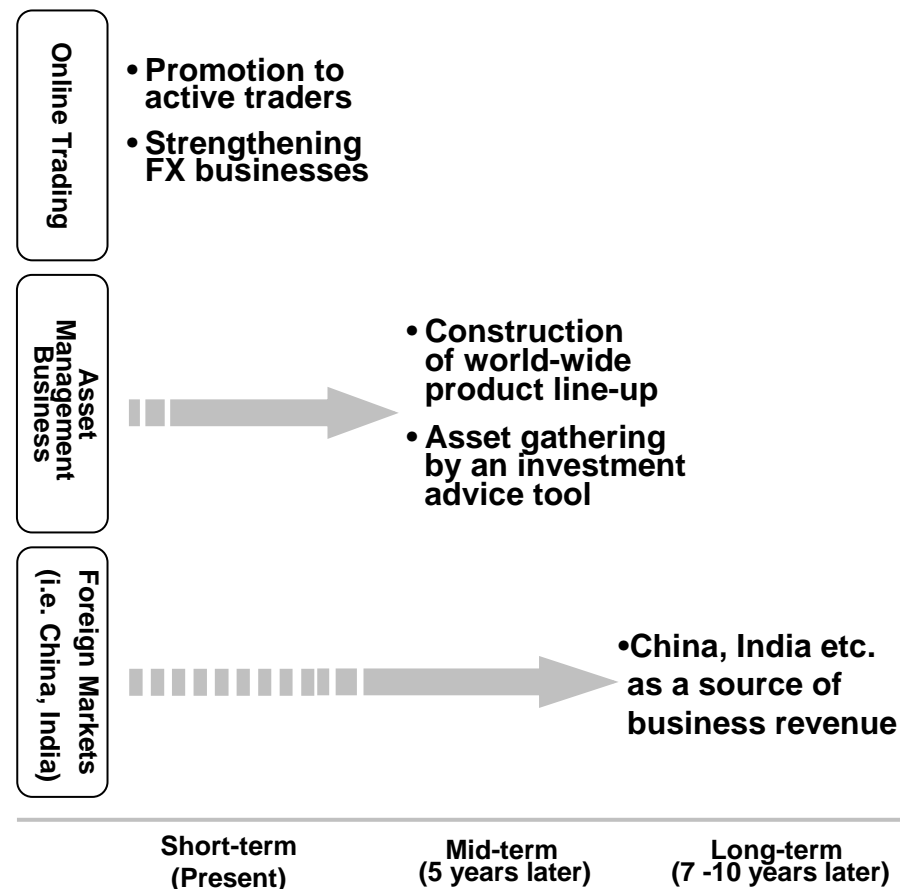 Online Trading
• Promotion to
active traders
• Strengthening
FX businesses
Asset
Management
Business
• Construction
of world-wide
product line-up
• Asset gathering
by an investment
advice tool
Foreign Markets
(i.e. China, India)
•China, India etc.
as a source of
business revenue
Short-term
(Present)
Mid-term
(5 years later)
Long-term
(7 -10 years later)